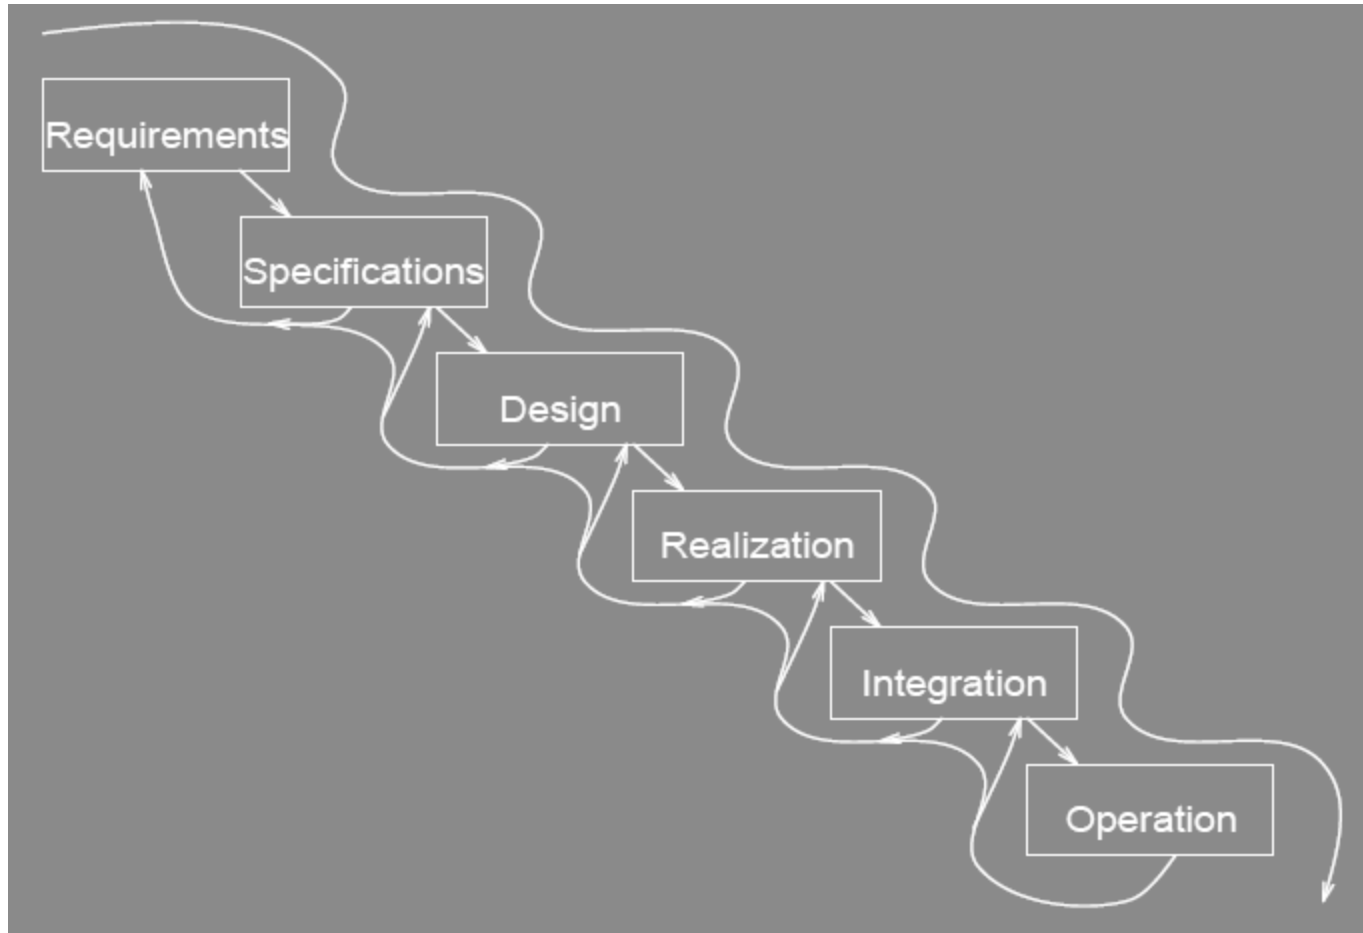 Requirements
Specifications
Design
Realization
Integration
Operation